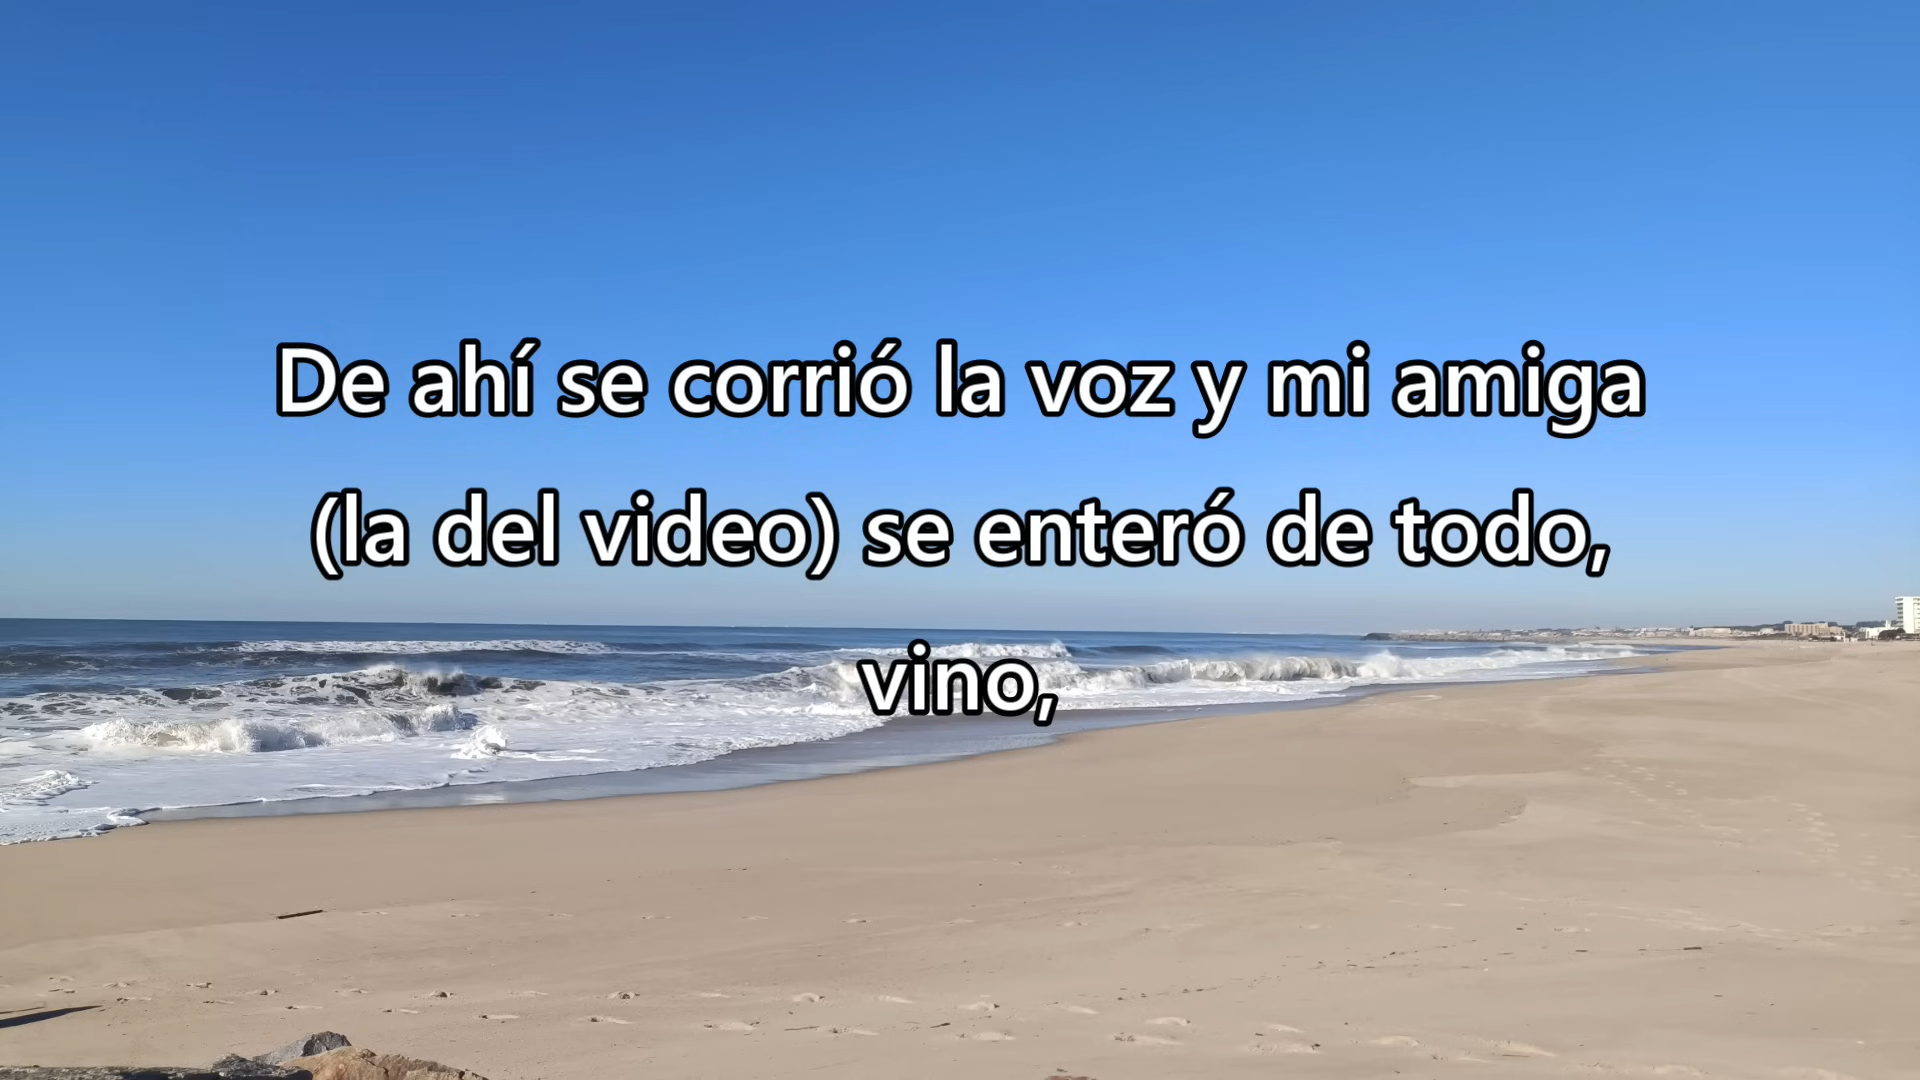 De ahí se corrió la voz y mi amiga
(la del video) se enteró de todo,
vino,